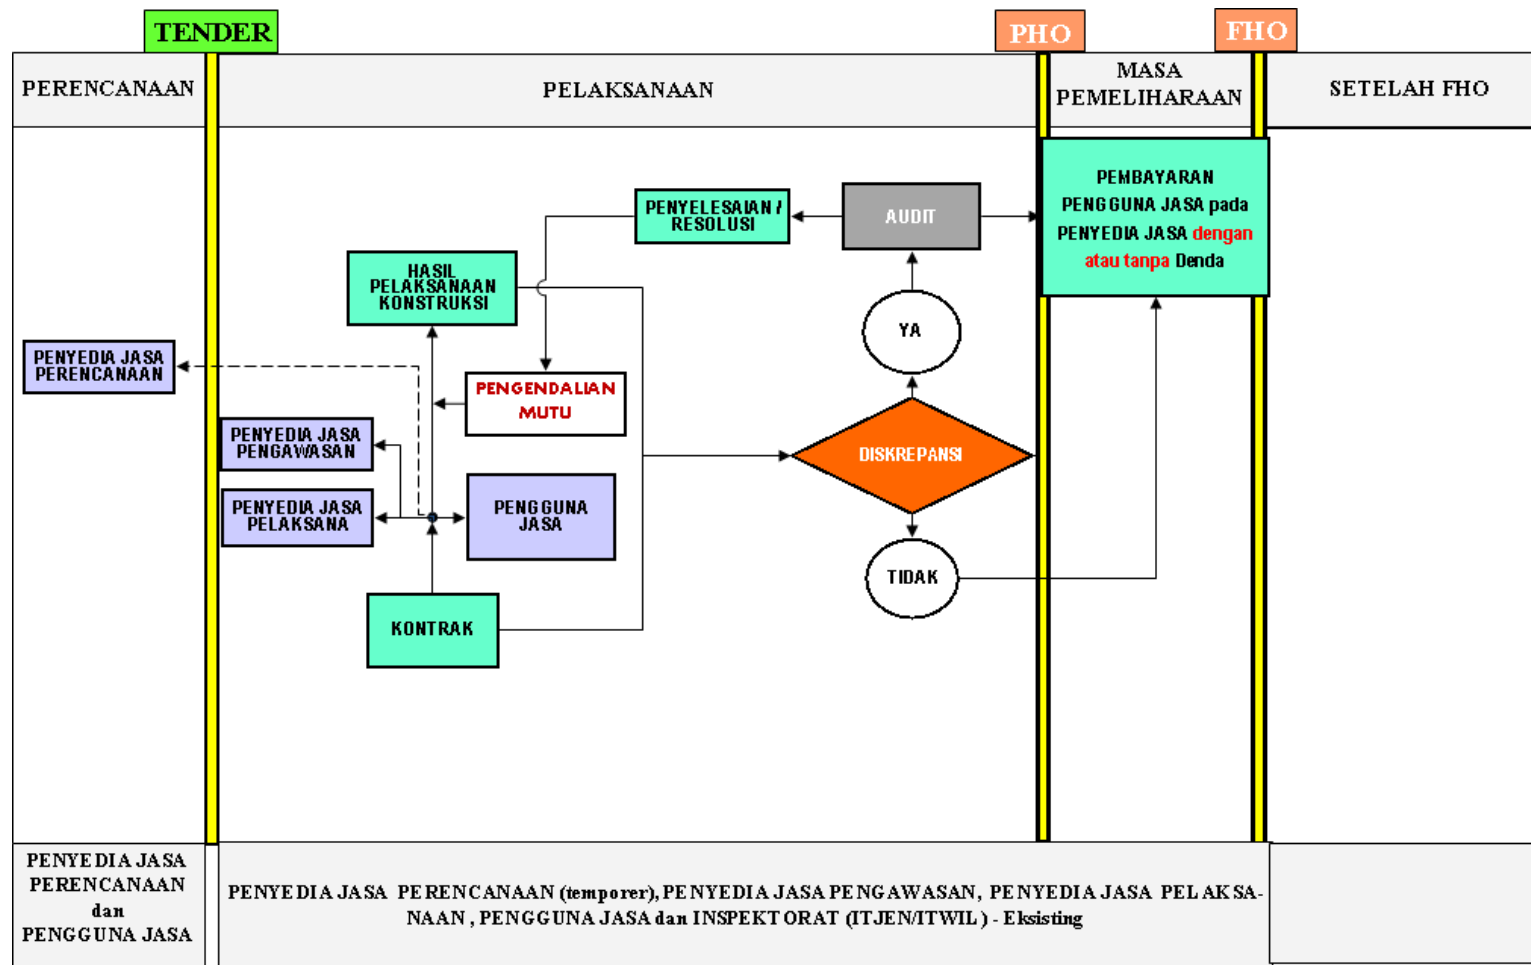 TENDER
PHO
FHO
PERENCANAAN
PELAKSANAAN
MASA
PEMELIHARAAN
SETELAH FHO
PEMBAYARAN
PENGGUNA JASA pada
PENYEDIA JASA dengan
atau tanpa Denda
PENYELESAIAN /
RESOLUSI
AUDIT
HASIL
PELAKSANAAN
KONSTRUKSI
YA
PENYEDIA JASA
PERENCANAAN
PENGENDALIAN
MUTU
PENYEDIA JASA
PENGAWASAN
DISKREPANSI
PENYEDIA JASA
PELAKSANA
PENGGUNA
JASA
TIDAK
KONTRAK
PENYEDIA JASA
PERENCANAAN
dan
PENGGUNA JASA
PENYEDIA JASA PERENCANAAN (temporer), PENYEDIA JASA PENGAWASAN, PENYEDIA JASA PELAKSA-
NAAN , PENGGUNA JASA dan INSPEKTORAT (ITJEN/ITWIL ) - Eksisting